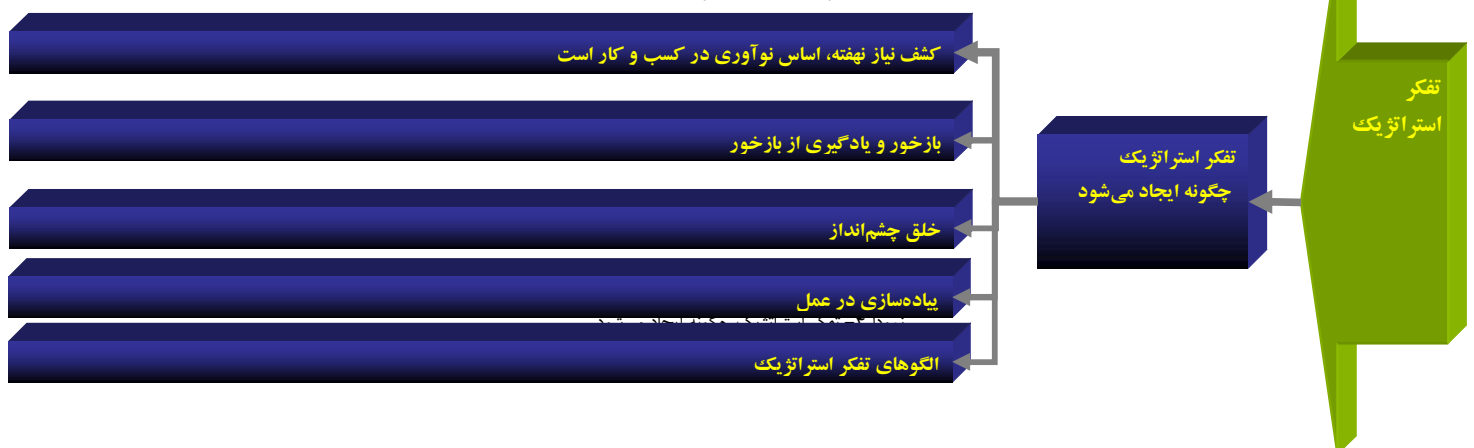 تفکر
استراتژیک
تفکر استراتژیک
چگونه ایجاد می‌شود
کشف نیاز نهفته، اساس نوآوری در کسب و کار است
بازخور و یادگیری از بازخور
خلق چشم‌انداز
پیاده‌سازی در عمل
الگوهای تفکر استراتژیک